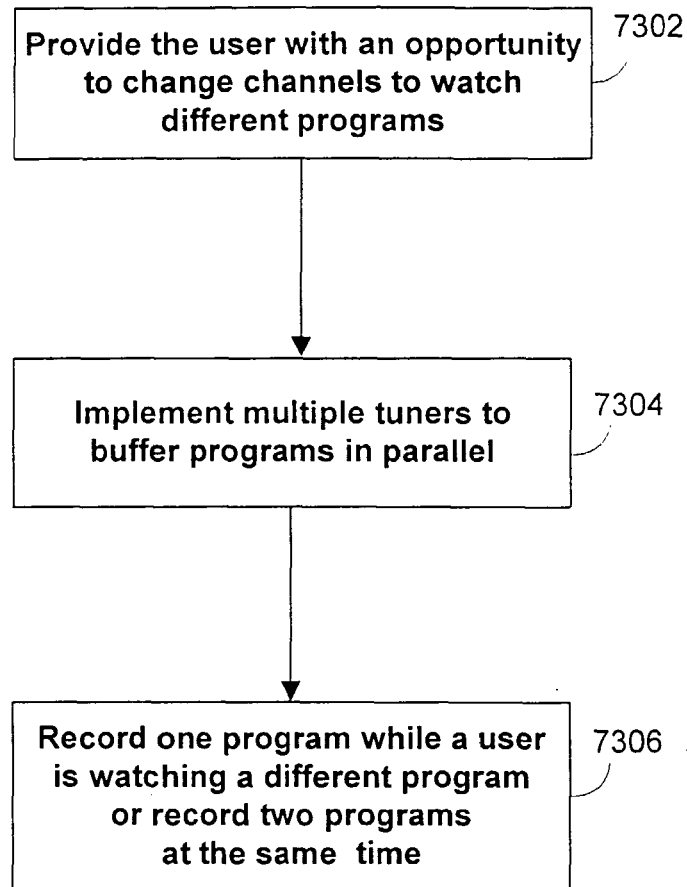 Provide the user with an opportunity
to change channels to watch
different programs
7302
Implement multiple tuners to
buffer programs in parallel
7304
Record one program while a user
is watching a different program
or record two programs
at the same time
7306